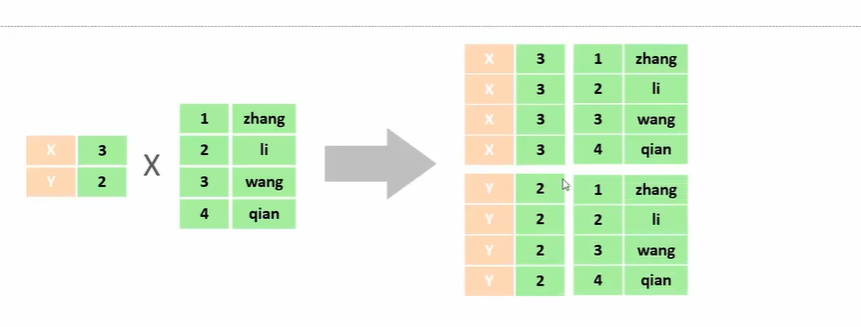 X 3
Y 2
X
1 zhang
2 li
3 wang
4 qian
X 3 1 zhang
X 3 2 li
X 3 3 wang
X 3 4 qian
Y 2 1 zhang
Y 2 2 li
Y 2 3 wang
Y 2 4 qian